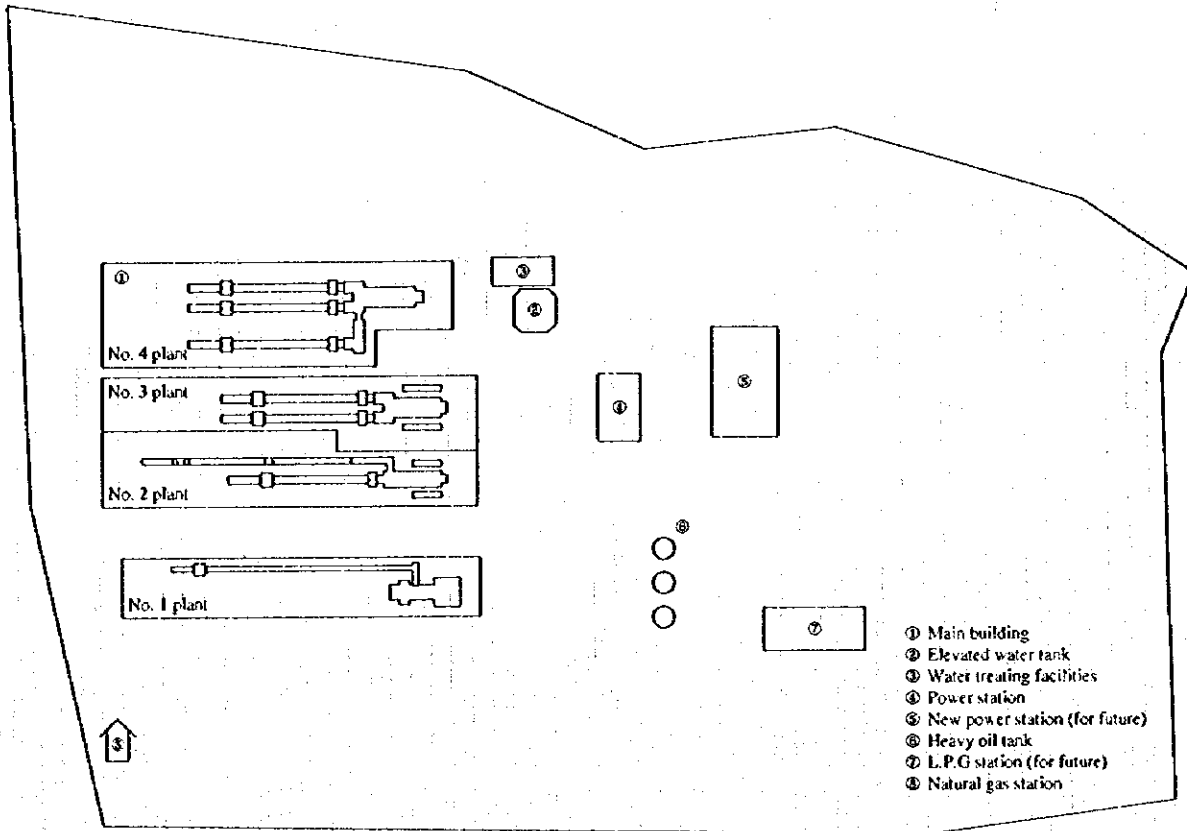 ①
③
②
No. 4 plant
No. 3 plant
⑤
④
No. 2 plant
⑥
No. 1 plant
⑦
① Main building
② Elevated water tank
③ Water treating facilities
④ Power station
⑤ New power station (for future)
⑥ Heavy oil tank
⑦ L.P.G station (for future)
⑧ Natural gas station